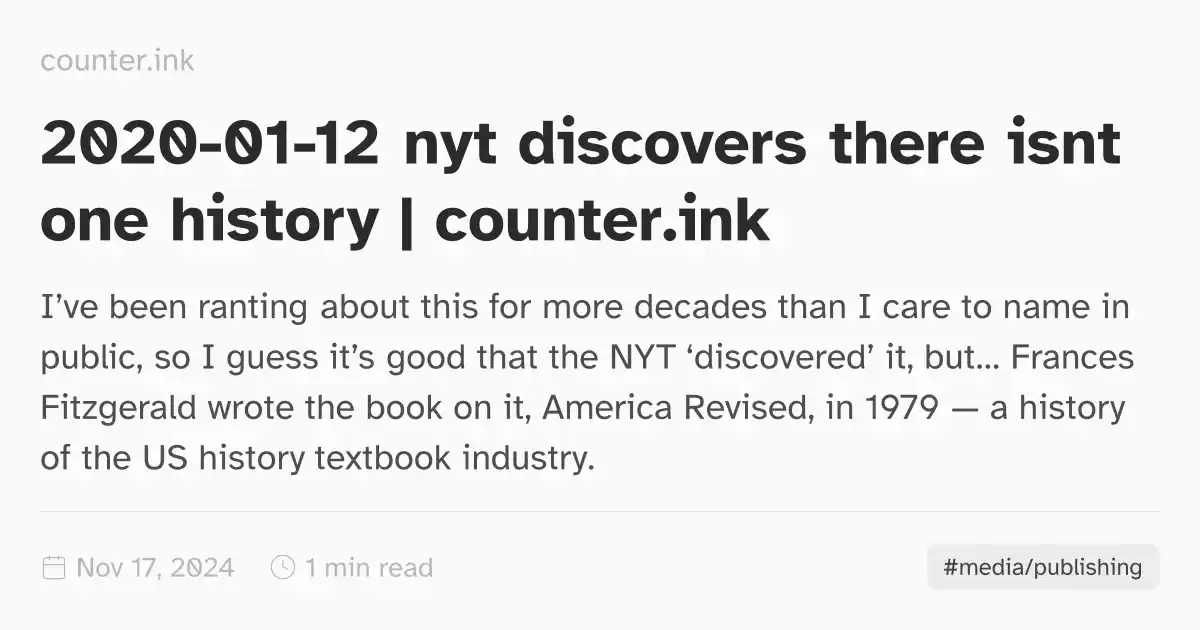 counter.ink
2020-01-12 nyt discovers there isnt
one history | counter.ink
I’ve been ranting about this for more decades than I care to name in
public, so I guess it’s good that the NYT ‘discovered’ it, but… Frances
Fitzgerald wrote the book on it, America Revised, in 1979 — a history
of the US history textbook industry.
Nov 17, 2024 1 min read #media/publishing